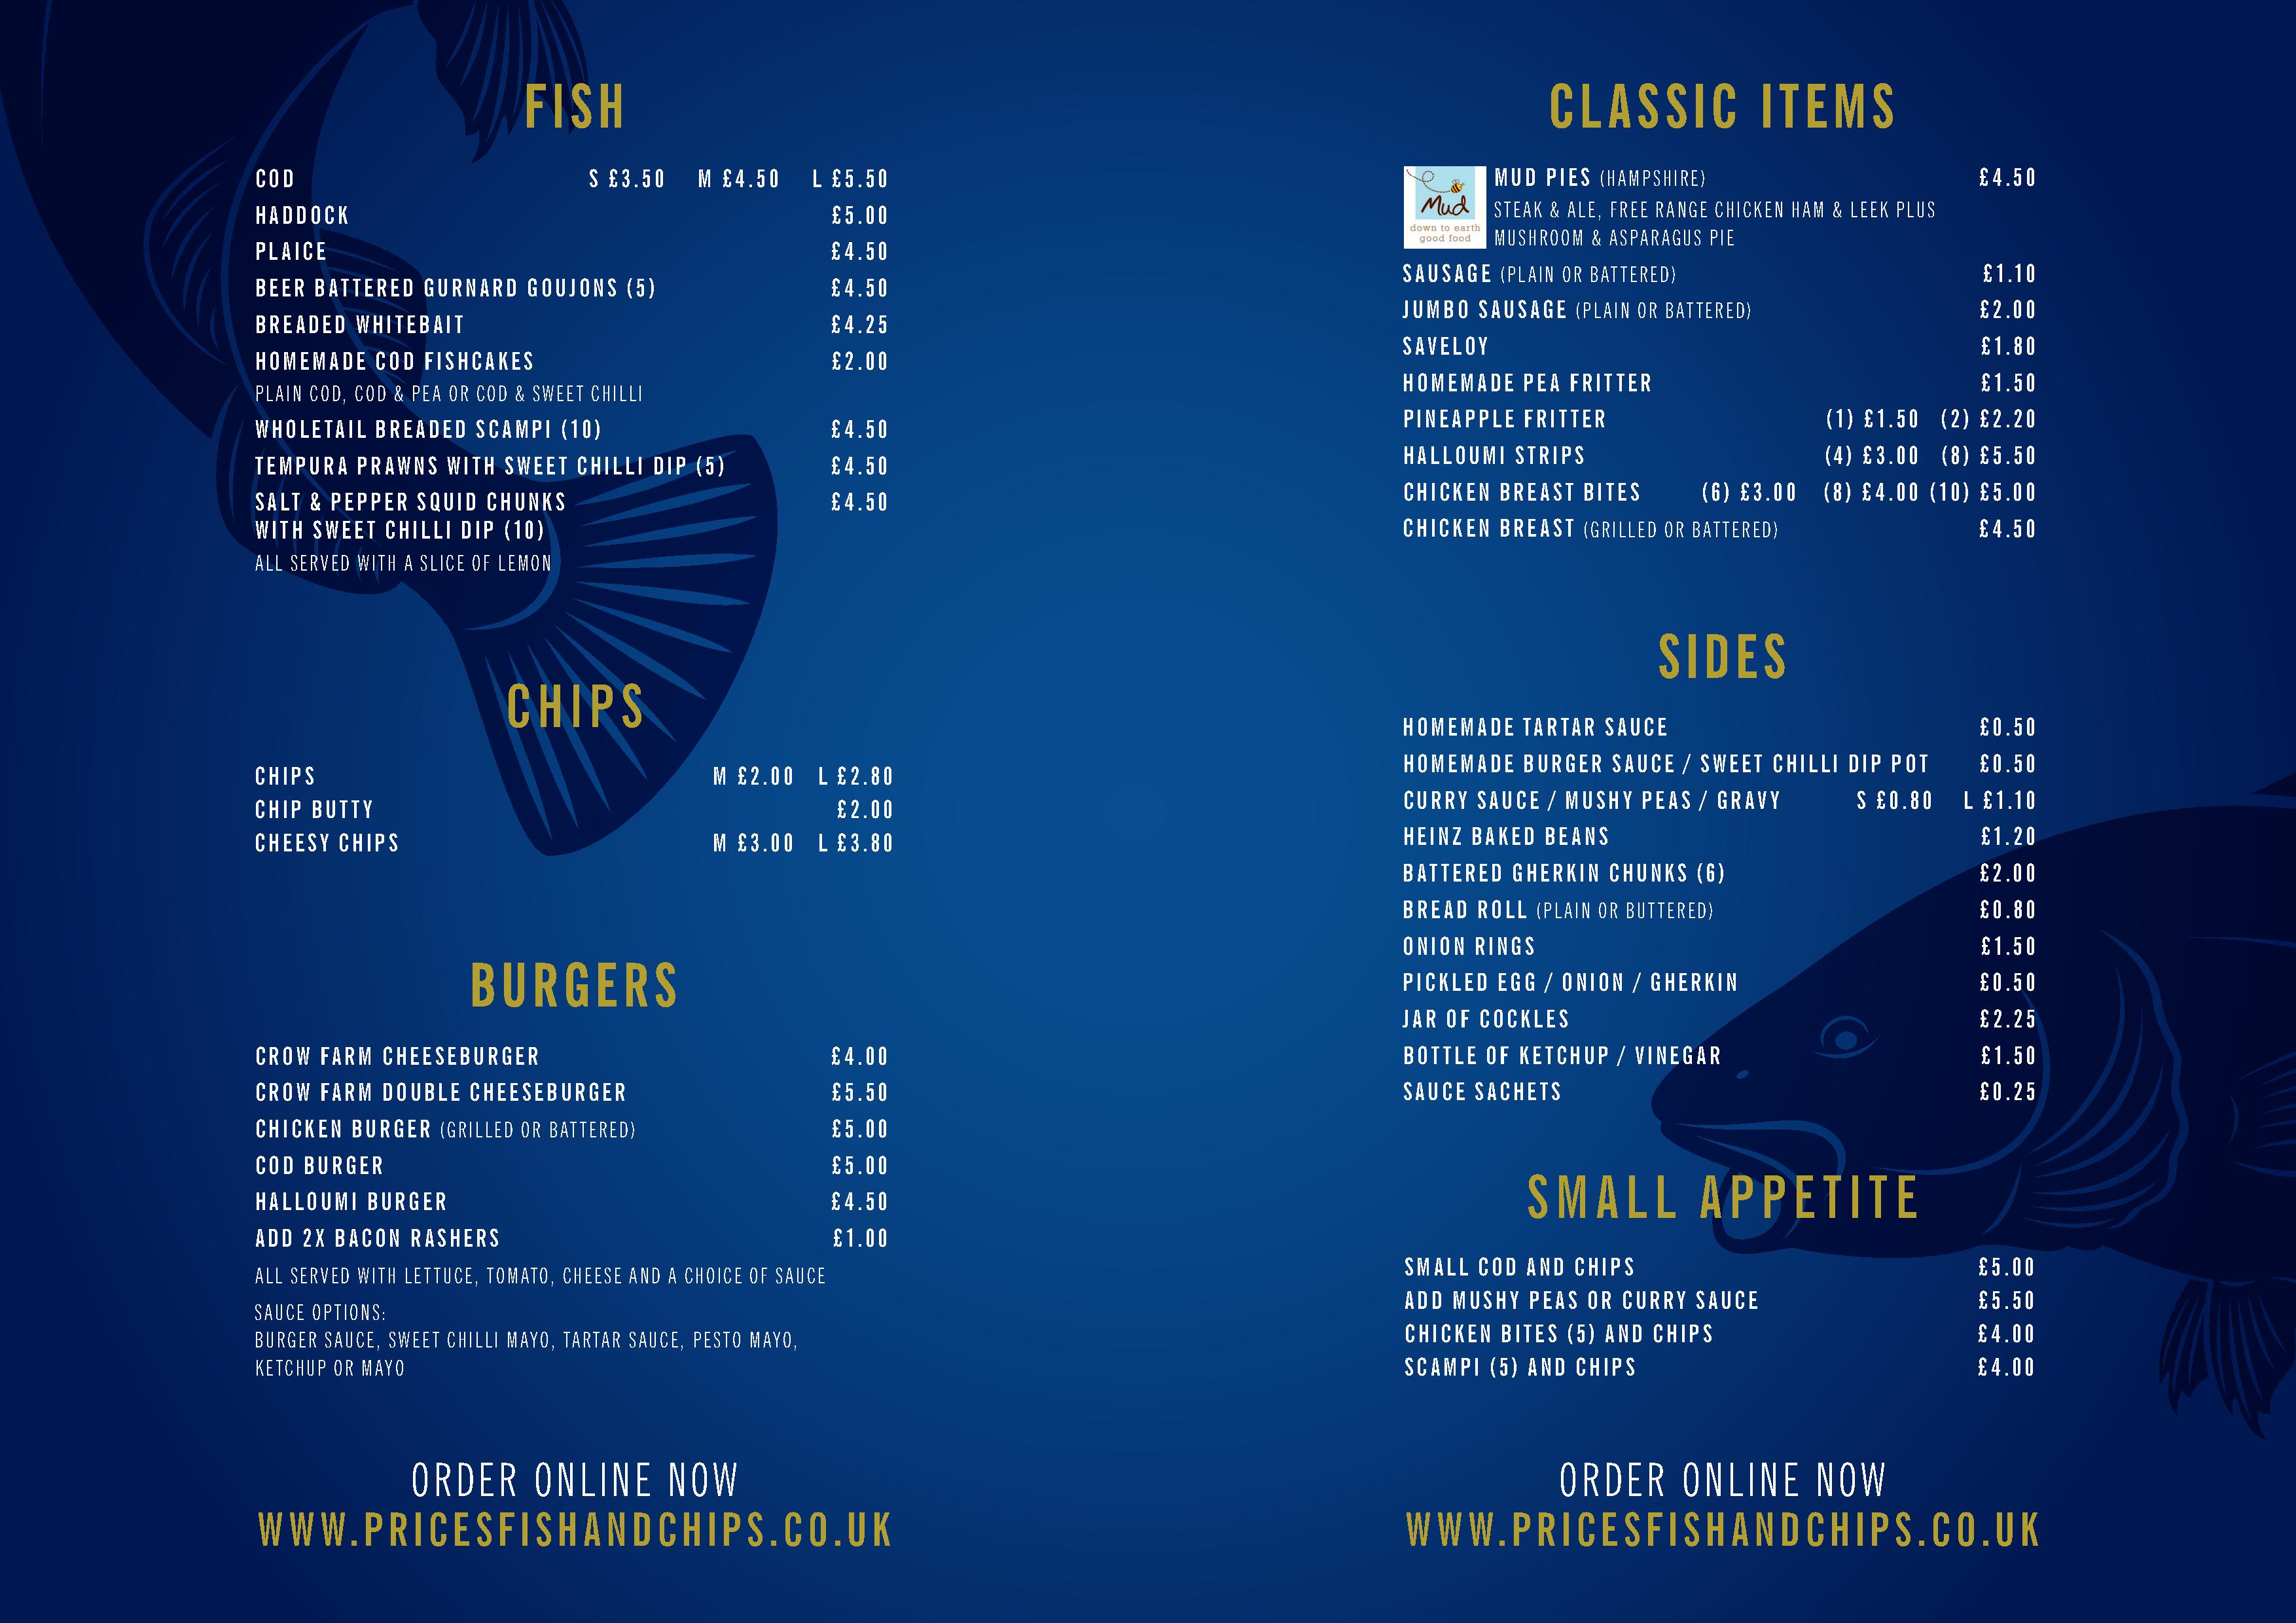 FISH
COD S £3.50 M £4.50 L £5.50
HADDOCK £5.00
PLAICE £4.50
BEER BATTERED GURNARD GOUJONS (5) £4.50
BREADED WHITEBAIT £4.25
HOMEMADE COD FISHCAKES £2.00
PLAIN COD, COD & PEA OR COD & SWEET CHILLI
WHOLETAIL BREADED SCAMPI (10) £4.50
TEMPURA PRAWNS WITH SWEET CHILLI DIP (5) £4.50
SALT & PEPPER SQUID CHUNKS £4.50
WITH SWEET CHILLI DIP (10)
ALL SERVED WITH A SLICE OF LEMON
CHIPS
CHIPS M £2.00 L £2.80
CHIP BUTTY £2.00
CHEESY CHIPS M £3.00 L £3.80
BURGERS
CROW FARM CHEESEBURGER £4.00
CROW FARM DOUBLE CHEESEBURGER £5.50
CHICKEN BURGER (GRILLED OR BATTERED) £5.00
COD BURGER £5.00
HALLOUMI BURGER £4.50
ADD 2X BACON RASHERS £1.00
ALL SERVED WITH LETTUCE, TOMATO, CHEESE AND A CHOICE OF SAUCE
SAUCE OPTIONS:
BURGER SAUCE, SWEET CHILLI MAYO, TARTAR SAUCE, PESTO MAYO,
KETCHUP OR MAYO
ORDER ONLINE NOW
WWW.PRICESFISHANDCHIPS.CO.UK
CLASSIC ITEMS
Mud
down to earth
good food
MUD PIES (HAMPSHIRE) £4.50
STEAK & ALE, FREE RANGE CHICKEN HAM & LEEK PLUS
MUSHROOM & ASPARAGUS PIE
SAUSAGE (PLAIN OR BATTERED) £1.10
JUMBO SAUSAGE (PLAIN OR BATTERED) £2.00
SAVELOY £1.80
HOMEMADE PEA FRITTER £1.50
PINEAPPLE FRITTER (1) £1.50 (2) £2.20
HALLOUMI STRIPS (4) £3.00 (8) £5.50
CHICKEN BREAST BITES (6) £3.00 (8) £4.00 (10) £5.00
CHICKEN BREAST (GRILLED OR BATTERED) £4.50
SIDES
HOMEMADE TARTAR SAUCE £0.50
HOMEMADE BURGER SAUCE / SWEET CHILLI DIP POT £0.50
CURRY SAUCE / MUSHY PEAS / GRAVY S £0.80 L £1.10
HEINZ BAKED BEANS £1.20
BATTERED GHERKIN CHUNKS (6) £2.00
BREAD ROLL (PLAIN OR BUTTERED) £0.80
ONION RINGS £1.50
PICKLED EGG / ONION / GHERKIN £0.50
JAR OF COCKLES £2.25
BOTTLE OF KETCHUP / VINEGAR £1.50
SAUCE SACHETS £0.25
SMALL APPETITE
SMALL COD AND CHIPS £5.00
ADD MUSHY PEAS OR CURRY SAUCE £5.50
CHICKEN BITES (5) AND CHIPS £4.00
SCAMPI (5) AND CHIPS £4.00
ORDER ONLINE NOW
WWW.PRICESFISHANDCHIPS.CO.UK